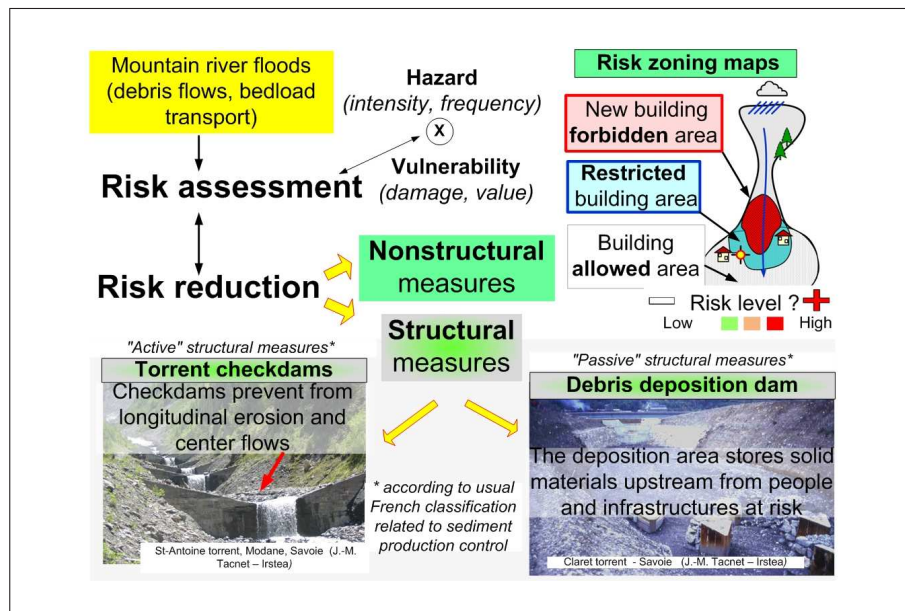 Mountain river floods
(debris flows, bedload
transport)
Hazard
(intensity, frequency)
X
Vulnerability
(damage, value)
Risk assessment
Risk reduction
Risk zoning maps
New building
forbidden area
Restricted
building area
Building
allowed area
Risk level ?
Low
High
Nonstructural
measures
Structural
measures
"Active" structural measures*
Torrent checkdams
Checkdams prevent from
longitudinal erosion and
center flows
St-Antoine torrent, Modane, Savoie (J.-M.
Tacnet – Irstea)
* according to usual
French classification
related to sediment
production control
"Passive" structural measures*
Debris deposition dam
The deposition area stores solid
materials upstream from people
and infrastructures at risk
Claret torrent - Savoie (J.-M. Tacnet – Irstea)